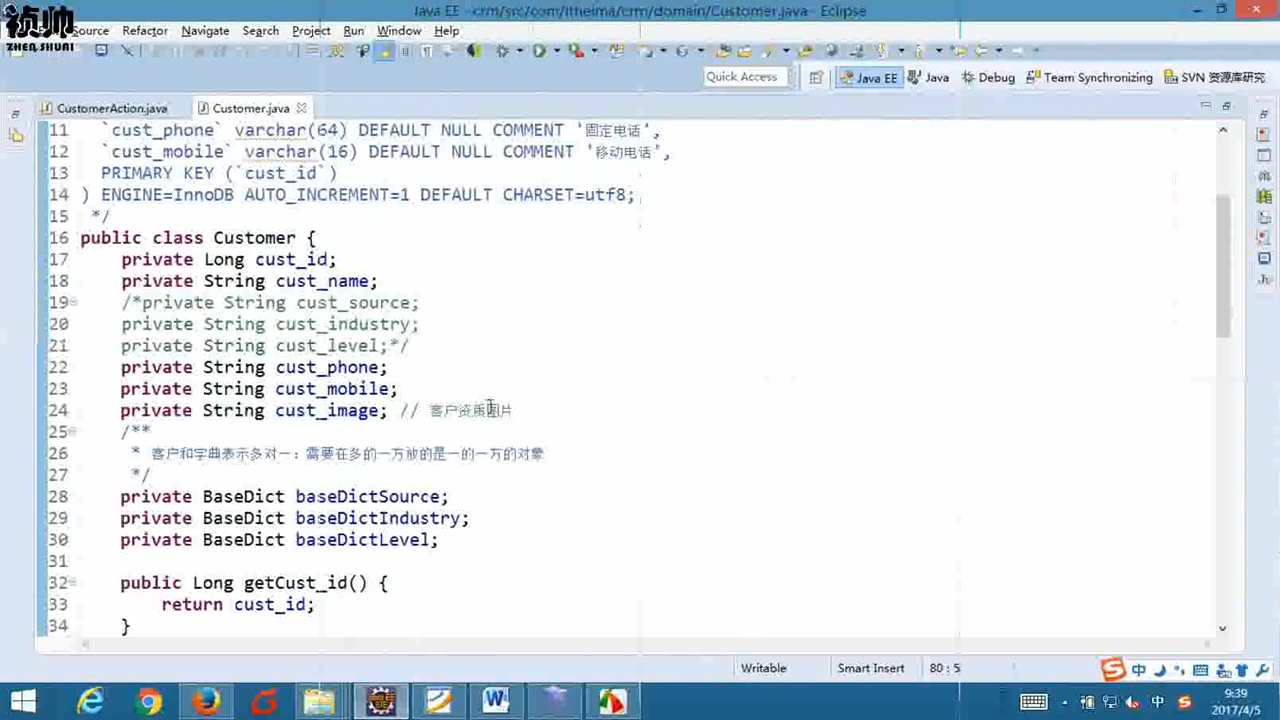 祯帅
ZHEN SHUAI
Java EE - crm/src/com/itheima/crm/domain/Customer.java - Eclipse
Source Refactor Navigate Search Project Run Window Help
Quick Access
Java EE Java Debug Team Synchronizing SVN 资源库研究
CustomerAction.java Customer.java
11 `cust_phone` varchar(64) DEFAULT NULL COMMENT '固定电话',
12 `cust_mobile` varchar(16) DEFAULT NULL COMMENT '移动电话',
13 PRIMARY KEY (`cust_id`)
14 ) ENGINE=InnoDB AUTO_INCREMENT=1 DEFAULT CHARSET=utf8;
15 */
16 public class Customer {
17 private Long cust_id;
18 private String cust_name;
19 /*private String cust_source;
20 private String cust_industry;
21 private String cust_level;*/
22 private String cust_phone;
23 private String cust_mobile;
24 private String cust_image; // 客户资质图片
25 /**
26 * 客户和字典表示多对一：需要在多的一方放的是一的一方的对象
27 */
28 private BaseDict baseDictSource;
29 private BaseDict baseDictIndustry;
30 private BaseDict baseDictLevel;
31
32 public Long getCust_id() {
33 return cust_id;
34 }
Writable Smart Insert 80 : 5
中
中
9:39
2017/4/5